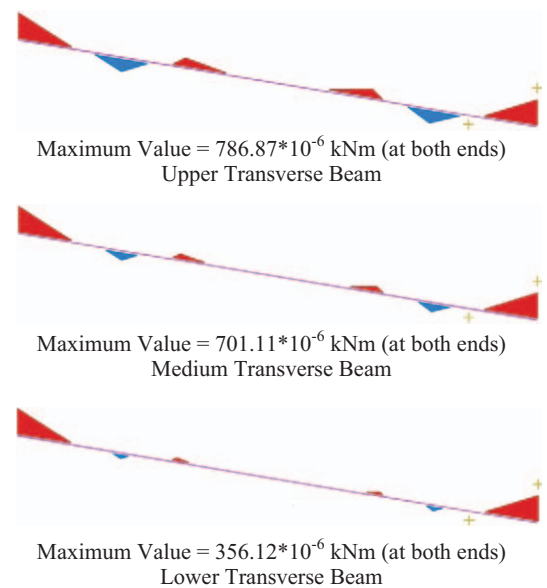 Maximum Value = 786.87*10-6 kNm (at both ends)
Upper Transverse Beam
Maximum Value = 701.11*10-6 kNm (at both ends)
Medium Transverse Beam
Maximum Value = 356.12*10-6 kNm (at both ends)
Lower Transverse Beam